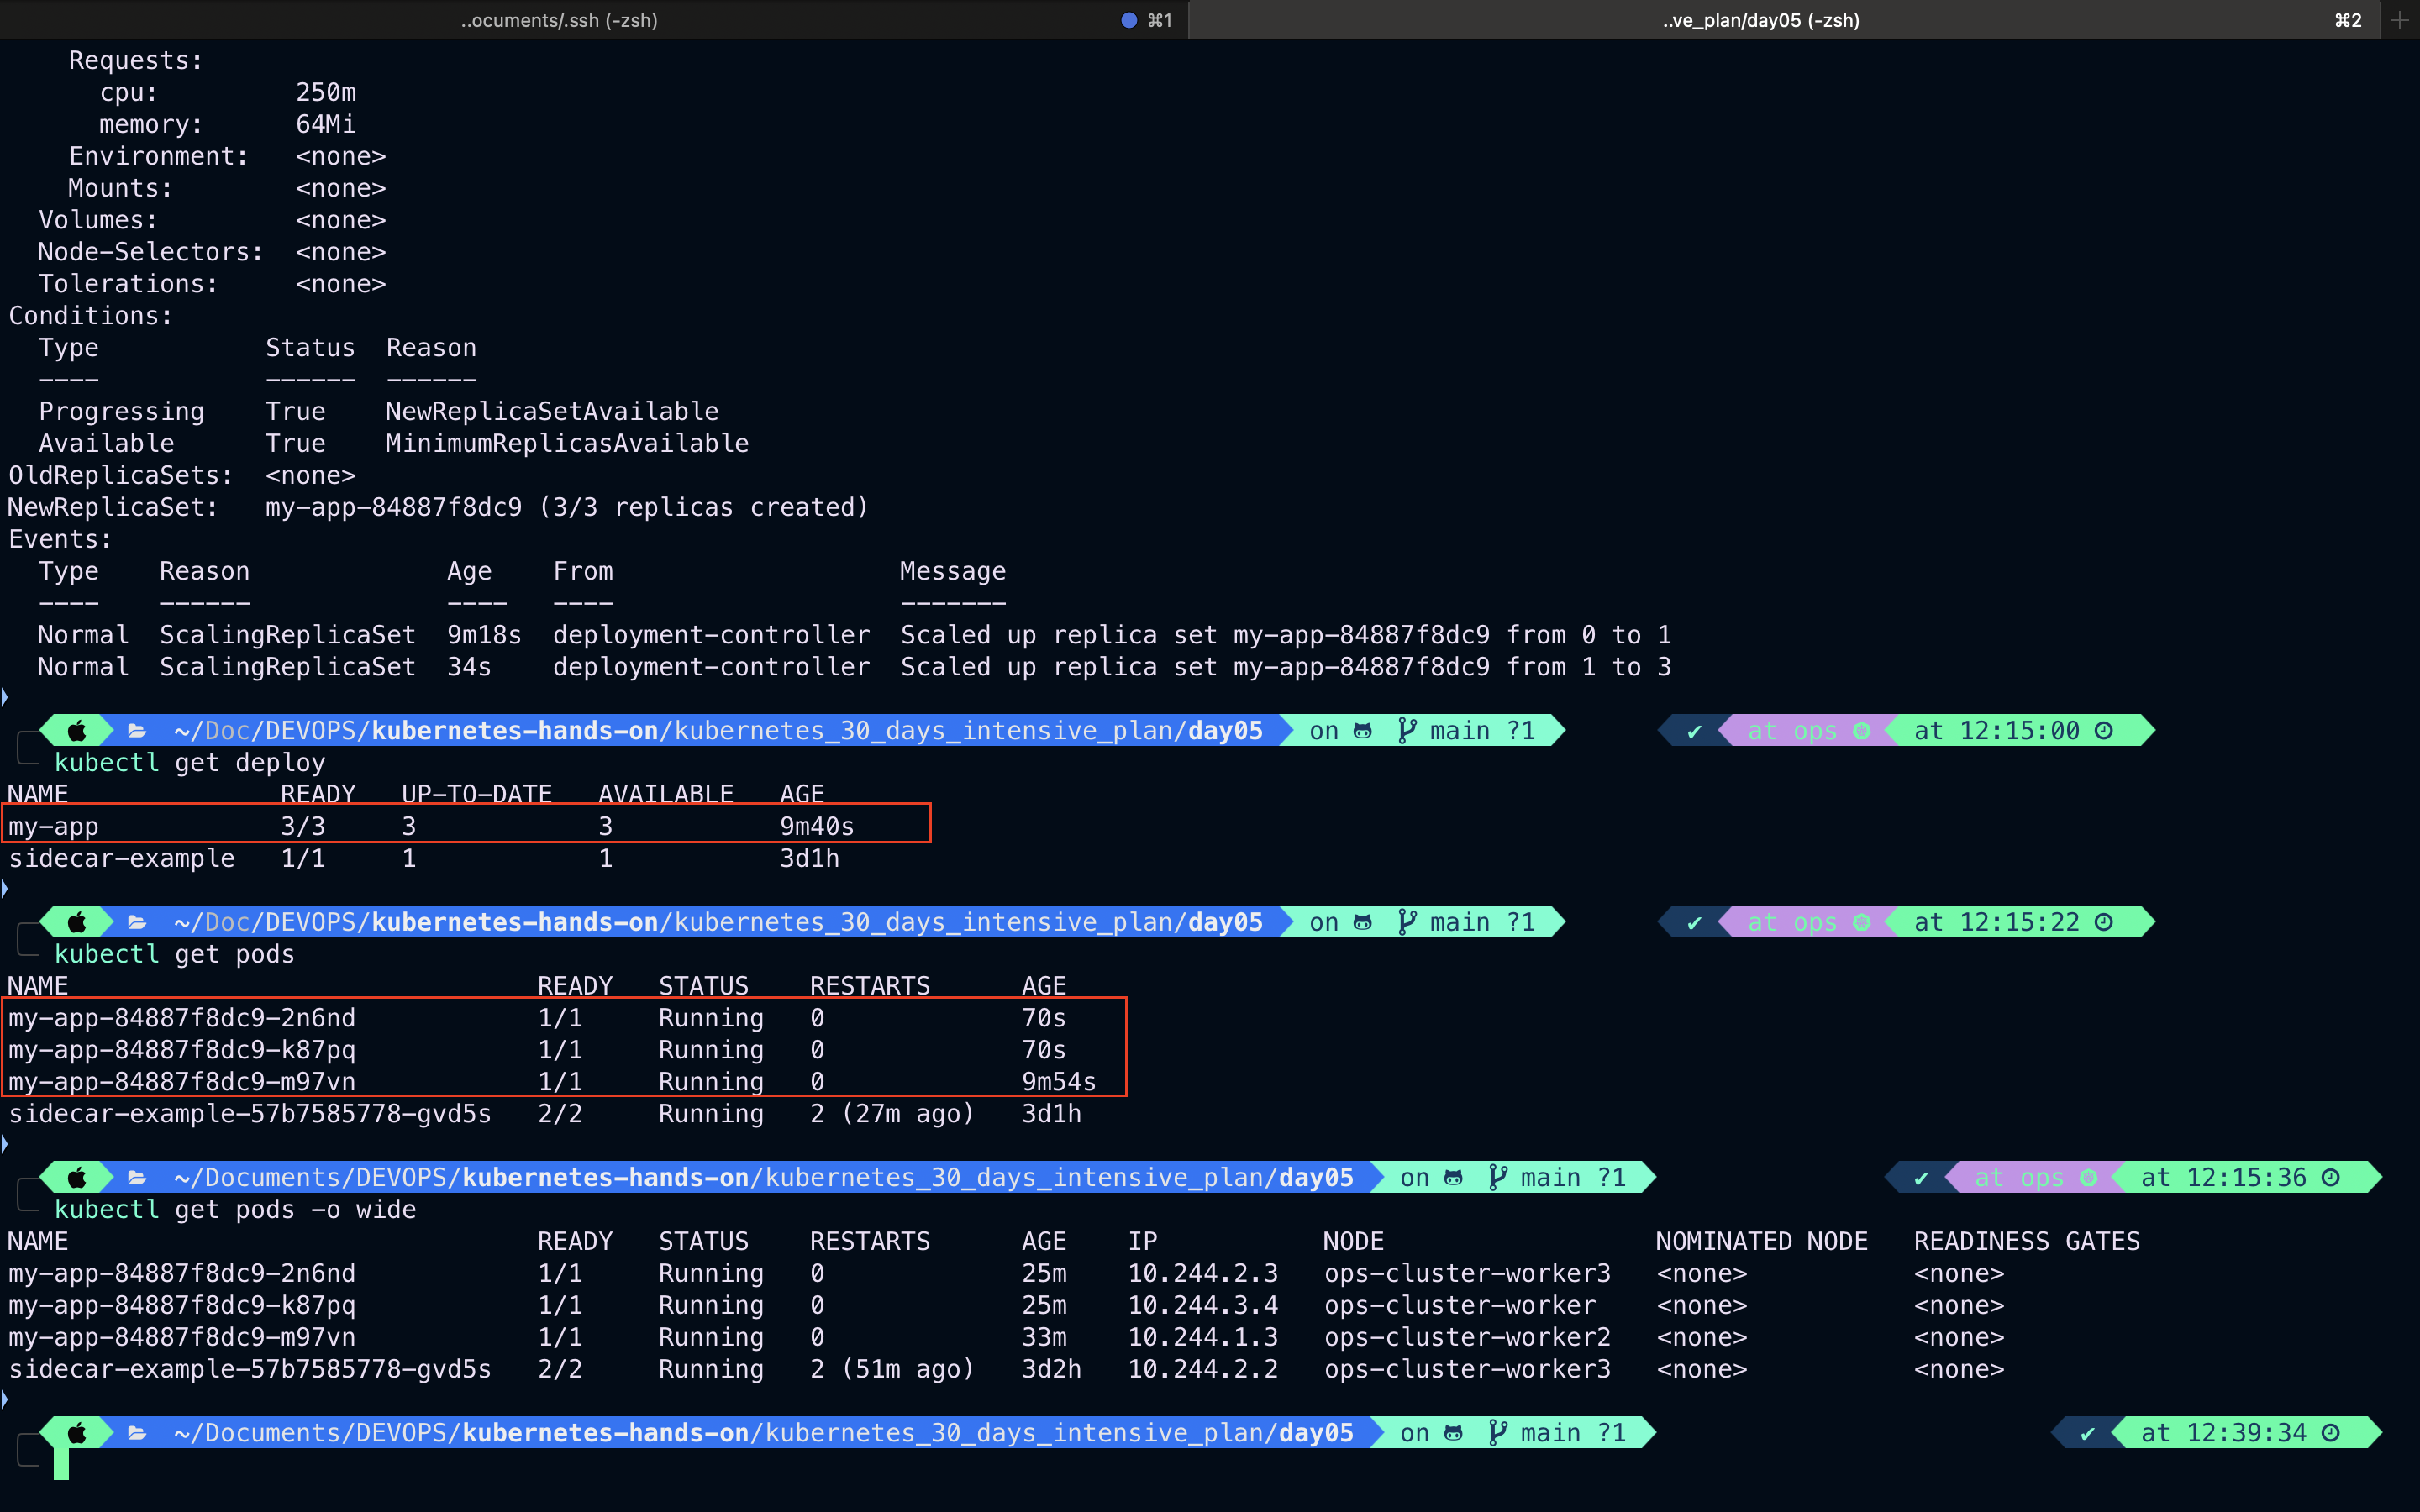 ..ocuments/.ssh (-zsh) ⌘1 ..ve_plan/day05 (-zsh) ⌘2 +
    Requests:
      cpu:         250m
      memory:      64Mi
    Environment:   <none>
    Mounts:        <none>
  Volumes:         <none>
  Node-Selectors:  <none>
  Tolerations:     <none>
Conditions:
  Type           Status  Reason
  ----           ------  ------
  Progressing    True    NewReplicaSetAvailable
  Available      True    MinimumReplicasAvailable
OldReplicaSets:  <none>
NewReplicaSet:   my-app-84887f8dc9 (3/3 replicas created)
Events:
  Type    Reason             Age    From                   Message
  ----    ------             ----   ----                   -------
  Normal  ScalingReplicaSet  9m18s  deployment-controller  Scaled up replica set my-app-84887f8dc9 from 0 to 1
  Normal  ScalingReplicaSet  34s    deployment-controller  Scaled up replica set my-app-84887f8dc9 from 1 to 3
~/Doc/DEVOPS/kubernetes-hands-on/kubernetes_30_days_intensive_plan/day05 on main ?1 ✔ at ops at 12:15:00
kubectl get deploy
NAME              READY   UP-TO-DATE   AVAILABLE   AGE
my-app            3/3     3            3           9m40s
sidecar-example   1/1     1            1           3d1h
~/Doc/DEVOPS/kubernetes-hands-on/kubernetes_30_days_intensive_plan/day05 on main ?1 ✔ at ops at 12:15:22
kubectl get pods
NAME                               READY   STATUS    RESTARTS      AGE
my-app-84887f8dc9-2n6nd            1/1     Running   0             70s
my-app-84887f8dc9-k87pq            1/1     Running   0             70s
my-app-84887f8dc9-m97vn            1/1     Running   0             9m54s
sidecar-example-57b7585778-gvd5s   2/2     Running   2 (27m ago)   3d1h
~/Documents/DEVOPS/kubernetes-hands-on/kubernetes_30_days_intensive_plan/day05 on main ?1 ✔ at ops at 12:15:36
kubectl get pods -o wide
NAME                               READY   STATUS    RESTARTS      AGE    IP           NODE                  NOMINATED NODE   READINESS GATES
my-app-84887f8dc9-2n6nd            1/1     Running   0             25m    10.244.2.3   ops-cluster-worker3   <none>           <none>
my-app-84887f8dc9-k87pq            1/1     Running   0             25m    10.244.3.4   ops-cluster-worker    <none>           <none>
my-app-84887f8dc9-m97vn            1/1     Running   0             33m    10.244.1.3   ops-cluster-worker2   <none>           <none>
sidecar-example-57b7585778-gvd5s   2/2     Running   2 (51m ago)   3d2h   10.244.2.2   ops-cluster-worker3   <none>           <none>
~/Documents/DEVOPS/kubernetes-hands-on/kubernetes_30_days_intensive_plan/day05 on main ?1 ✔ at 12:39:34